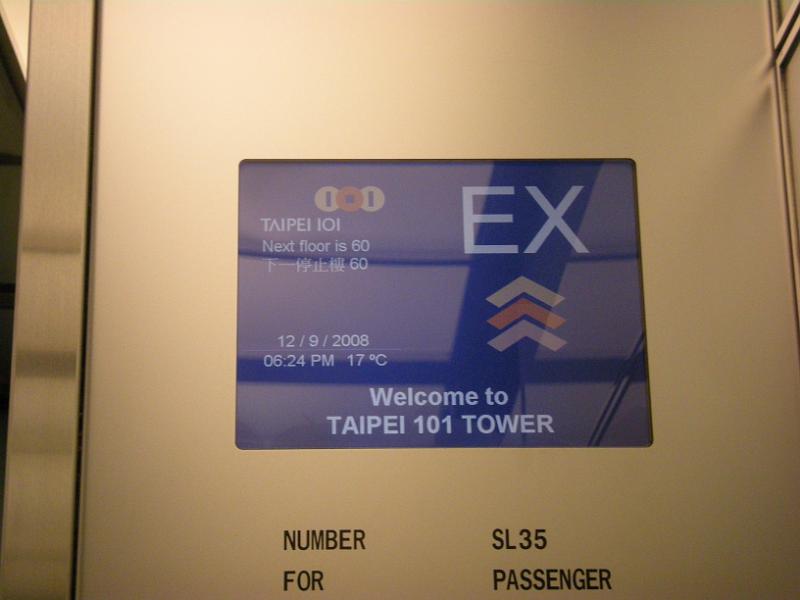 101
TAIPEI 101
Next floor is 60
下一停止樓 60
EX
12 / 9 / 2008
06:24 PM 17 ºC
Welcome to
TAIPEI 101 TOWER
NUMBER SL35
FOR PASSENGER